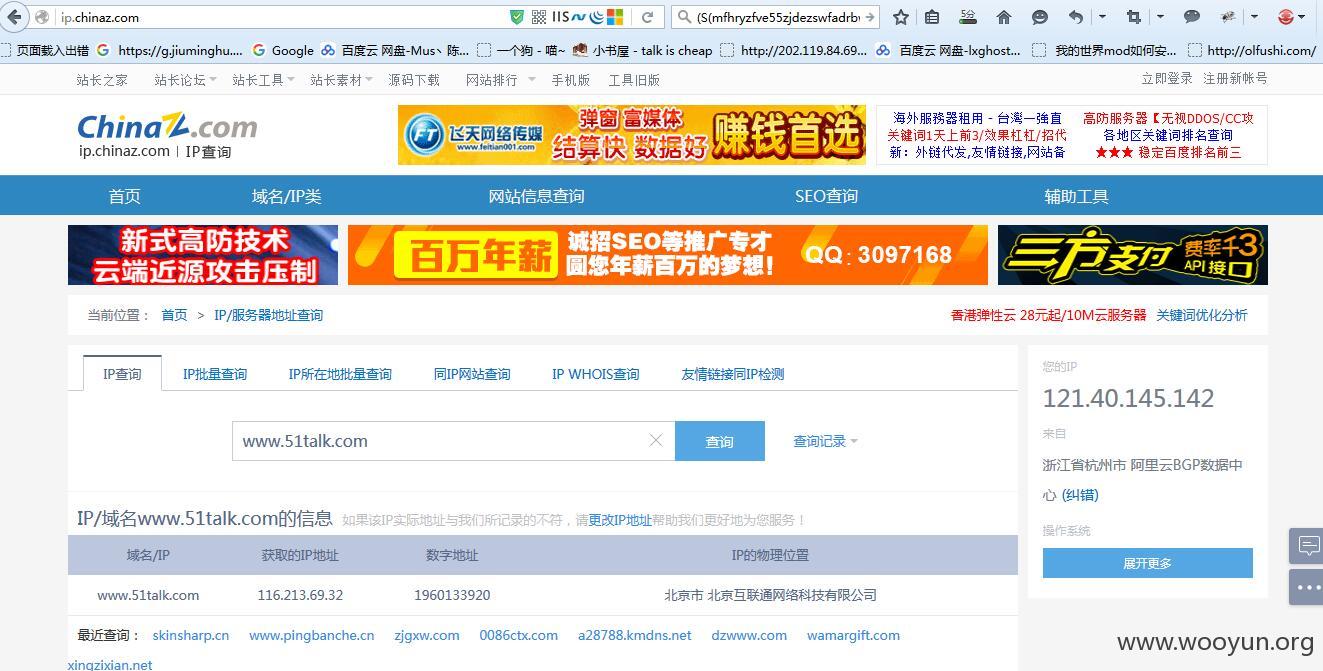 ip.chinaz.com IIS (S(mfhryzfve55zjdezswfadrbv 5分
页面载入出错 https://g.jiuminghu.... Google 百度云 网盘-Mus丶陈... 一个狗 - 喵~ 小书屋 - talk is cheap http://202.119.84.69... 百度云 网盘-lxghost... 我的世界mod如何安... http://olfushi.com/
站长之家 站长论坛 站长工具 站长素材 源码下载 网站排行 手机版 工具旧版 立即登录 注册新帐号
ChinaZ.com
ip.chinaz.com | IP查询
FT 飞天网络传媒 www.feitian001.com
弹窗 富媒体
结算快 数据好 赚钱首选
海外服務器租用 - 台灣一強直 高防服务器【无视DDOS/CC攻
关键词1天上前3/效果杠杠/招代 各地区关键词排名查询
新：外链代发,友情链接,网站备 ★★★ 稳定百度排名前三
首页 域名/IP类 网站信息查询 SEO查询 辅助工具
新式高防技术
云端近源攻击压制
百万年薪 诚招SEO等推广专才
圆您年薪百万的梦想！ QQ：3097168
三方支付 费率千3
API接口
当前位置： 首页 > IP/服务器地址查询 香港弹性云 28元起/10M云服务器 关键词优化分析
IP查询 IP批量查询 IP所在地批量查询 同IP网站查询 IP WHOIS查询 友情链接同IP检测
www.51talk.com 查询 查询记录
您的IP
121.40.145.142
来自
浙江省杭州市 阿里云BGP数据中
心 (纠错)
操作系统
展开更多
IP/域名www.51talk.com的信息 如果该IP实际地址与我们所记录的不符，请更改IP地址帮助我们更好地为您服务！
域名/IP 获取的IP地址 数字地址 IP的物理位置
www.51talk.com 116.213.69.32 1960133920 北京市 北京互联通网络科技有限公司
最近查询： skinsharp.cn www.pingbanche.cn zjgxw.com 0086ctx.com a28788.kmdns.net dzwww.com wamargift.com
xingzixian.net
www.wooyun.org